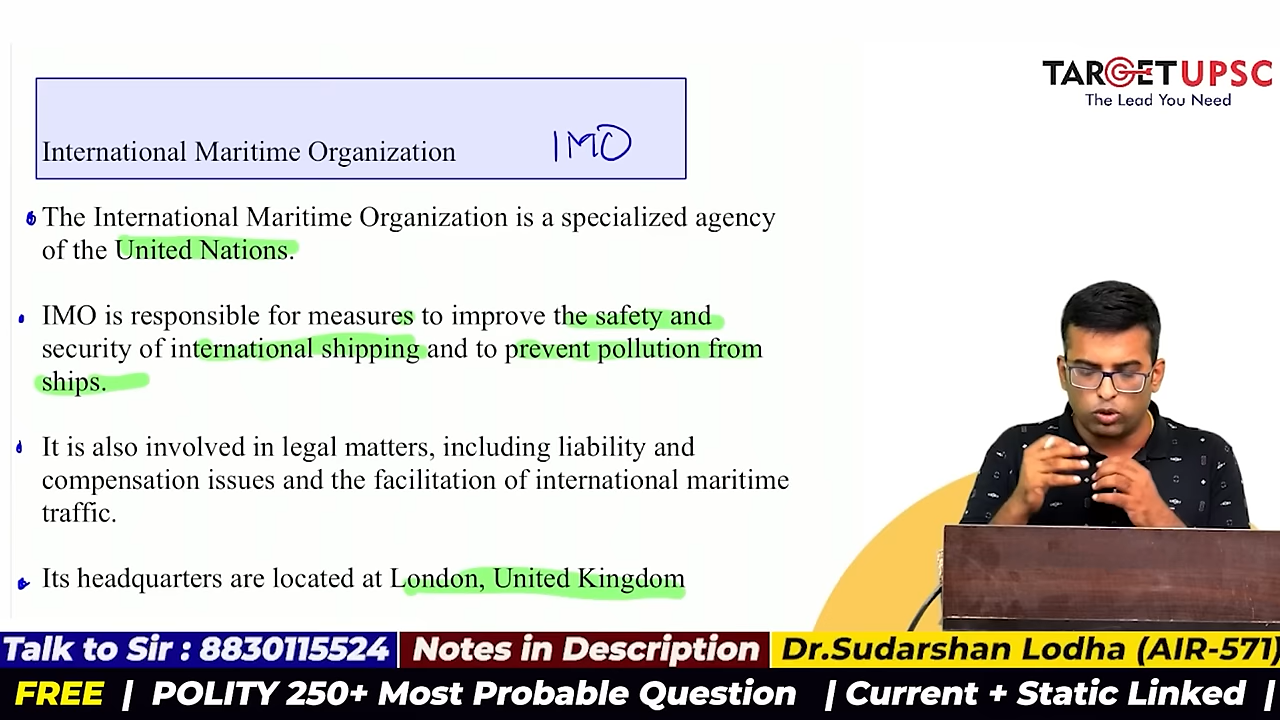 TARGETUPSC
The Lead You Need
International Maritime Organization IMO
The International Maritime Organization is a specialized agency
of the United Nations.
IMO is responsible for measures to improve the safety and
security of international shipping and to prevent pollution from
ships.
It is also involved in legal matters, including liability and
compensation issues and the facilitation of international maritime
traffic.
Its headquarters are located at London, United Kingdom
Talk to Sir : 8830115524 Notes in Description Dr.Sudarshan Lodha (AIR-571)
FREE | POLITY 250+ Most Probable Question | Current + Static Linked |